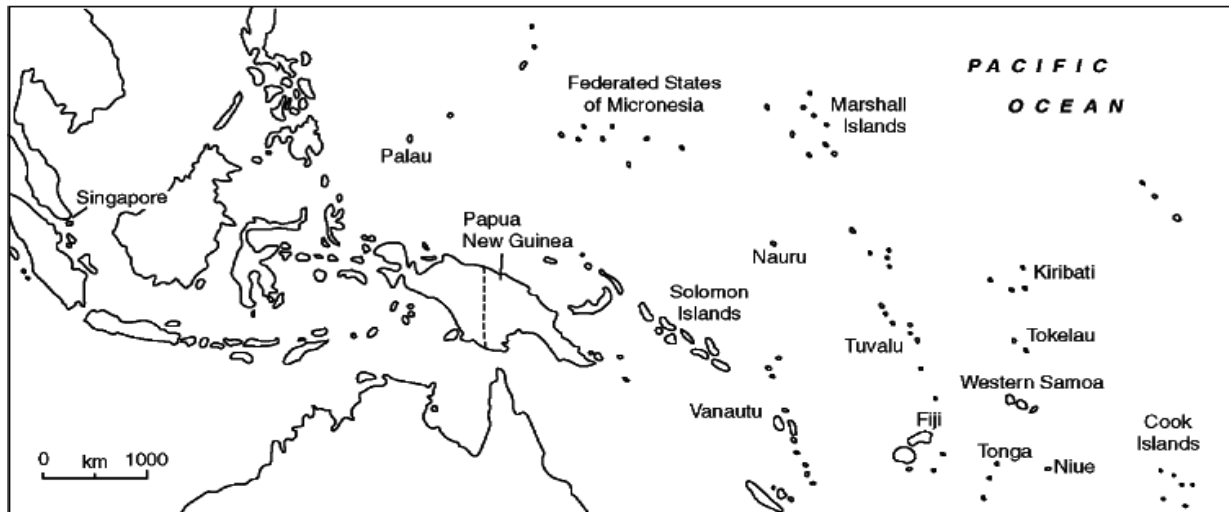 PACIFIC
OCEAN
Federated States
of Micronesia
Marshall
Islands
Palau
Singapore
Papua
New Guinea
Nauru
Kiribati
Solomon
Islands
Tuvalu
Tokelau
Western Samoa
Vanautu
Fiji
Cook
Islands
Tonga
Niue
0 km 1000